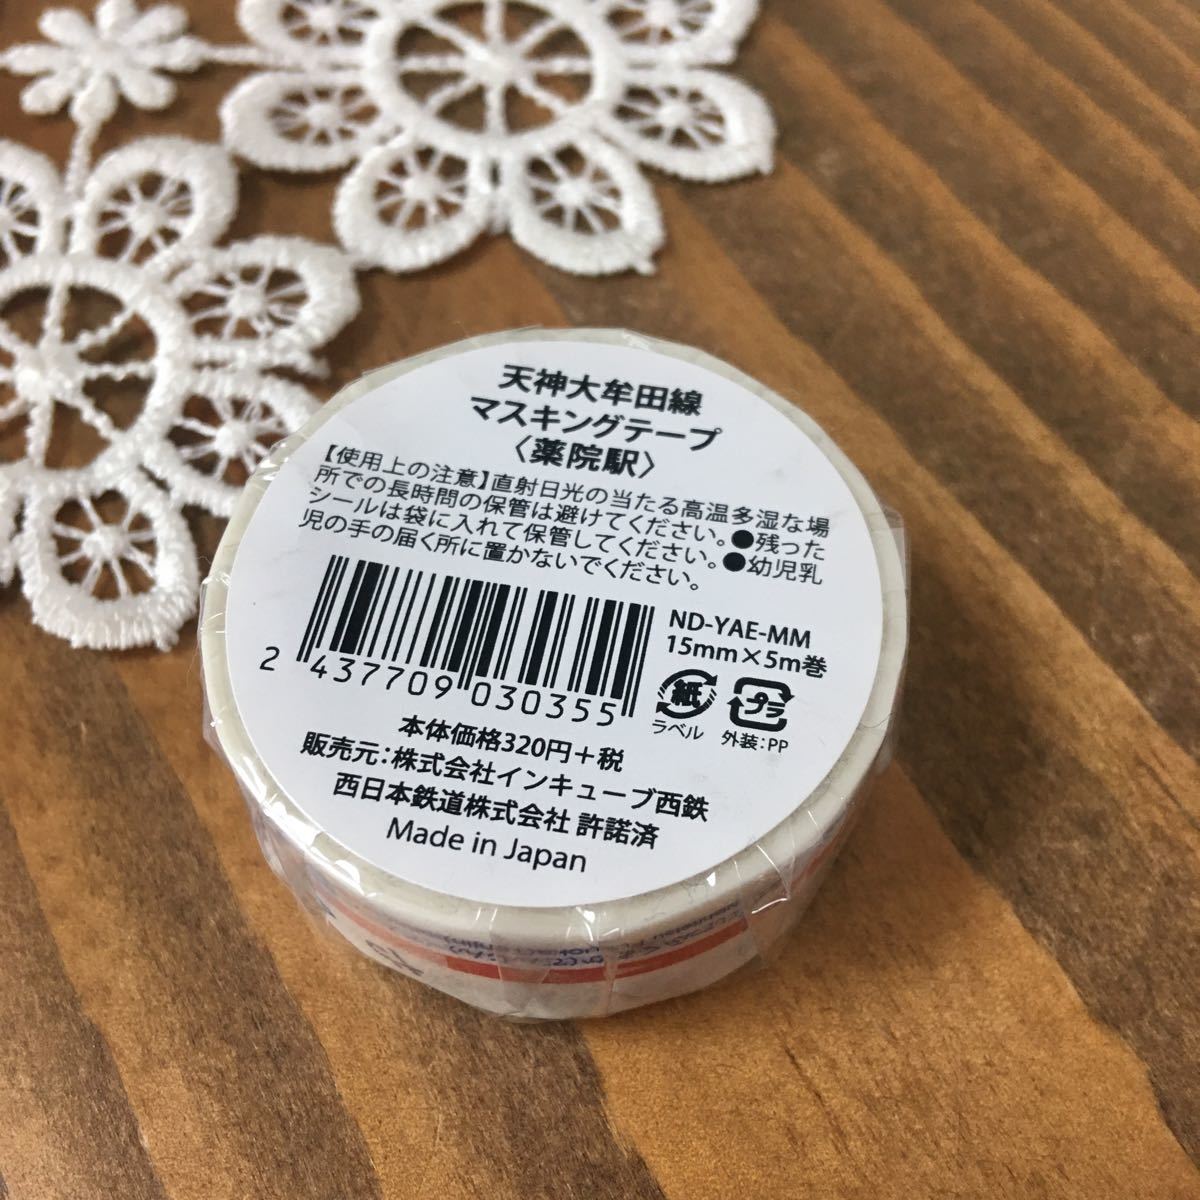 天神大牟田線
マスキングテープ
〈薬院駅〉
【使用上の注意】直射日光の当たる高温多湿な場
所での長時間の保管は避けてください。●残った
シールは袋に入れて保管してください。●幼児乳
児の手の届く所に置かないでください。
ND-YAE-MM
15mm×5m巻
2 437709 030355
紙
ラベル
プラ
外装:PP
本体価格320円+税
販売元:株式会社インキューブ西鉄
西日本鉄道株式会社 許諾済
Made in Japan